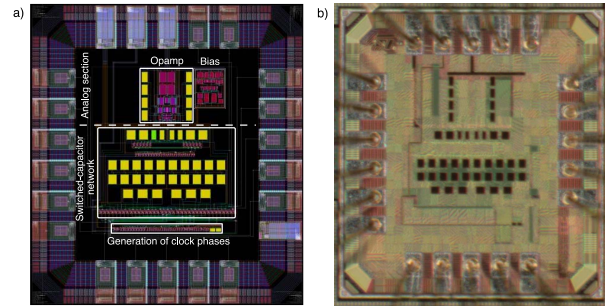 a)
b)
Opamp
Bias
Analog section
Switched-capacitor
network
Generation of clock phases